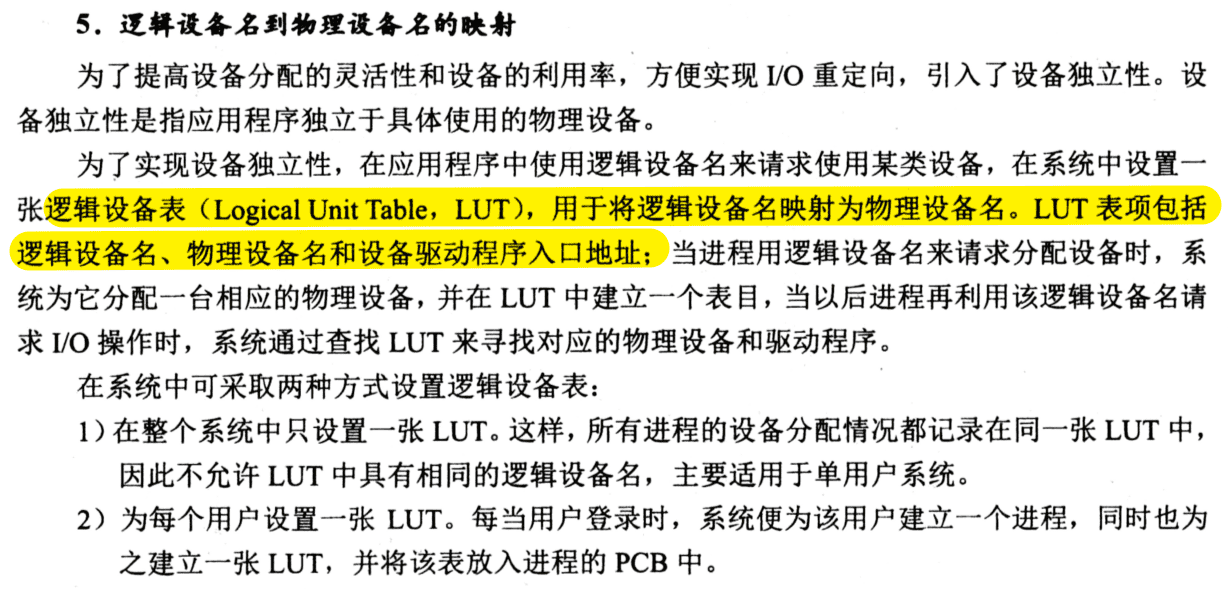 5．逻辑设备名到物理设备名的映射
为了提高设备分配的灵活性和设备的利用率，方便实现 I/O 重定向，引入了设备独立性。设
备独立性是指应用程序独立于具体使用的物理设备。
为了实现设备独立性，在应用程序中使用逻辑设备名来请求使用某类设备，在系统中设置一
张逻辑设备表（Logical Unit Table，LUT），用于将逻辑设备名映射为物理设备名。LUT 表项包括
逻辑设备名、物理设备名和设备驱动程序入口地址；当进程用逻辑设备名来请求分配设备时，系
统为它分配一台相应的物理设备，并在 LUT 中建立一个表目，当以后进程再利用该逻辑设备名请
求 I/O 操作时，系统通过查找 LUT 来寻找对应的物理设备和驱动程序。
在系统中可采取两种方式设置逻辑设备表：
1）在整个系统中只设置一张 LUT。这样，所有进程的设备分配情况都记录在同一张 LUT 中，
因此不允许 LUT 中具有相同的逻辑设备名，主要适用于单用户系统。
2）为每个用户设置一张 LUT。每当用户登录时，系统便为该用户建立一个进程，同时也为
之建立一张 LUT，并将该表放入进程的 PCB 中。